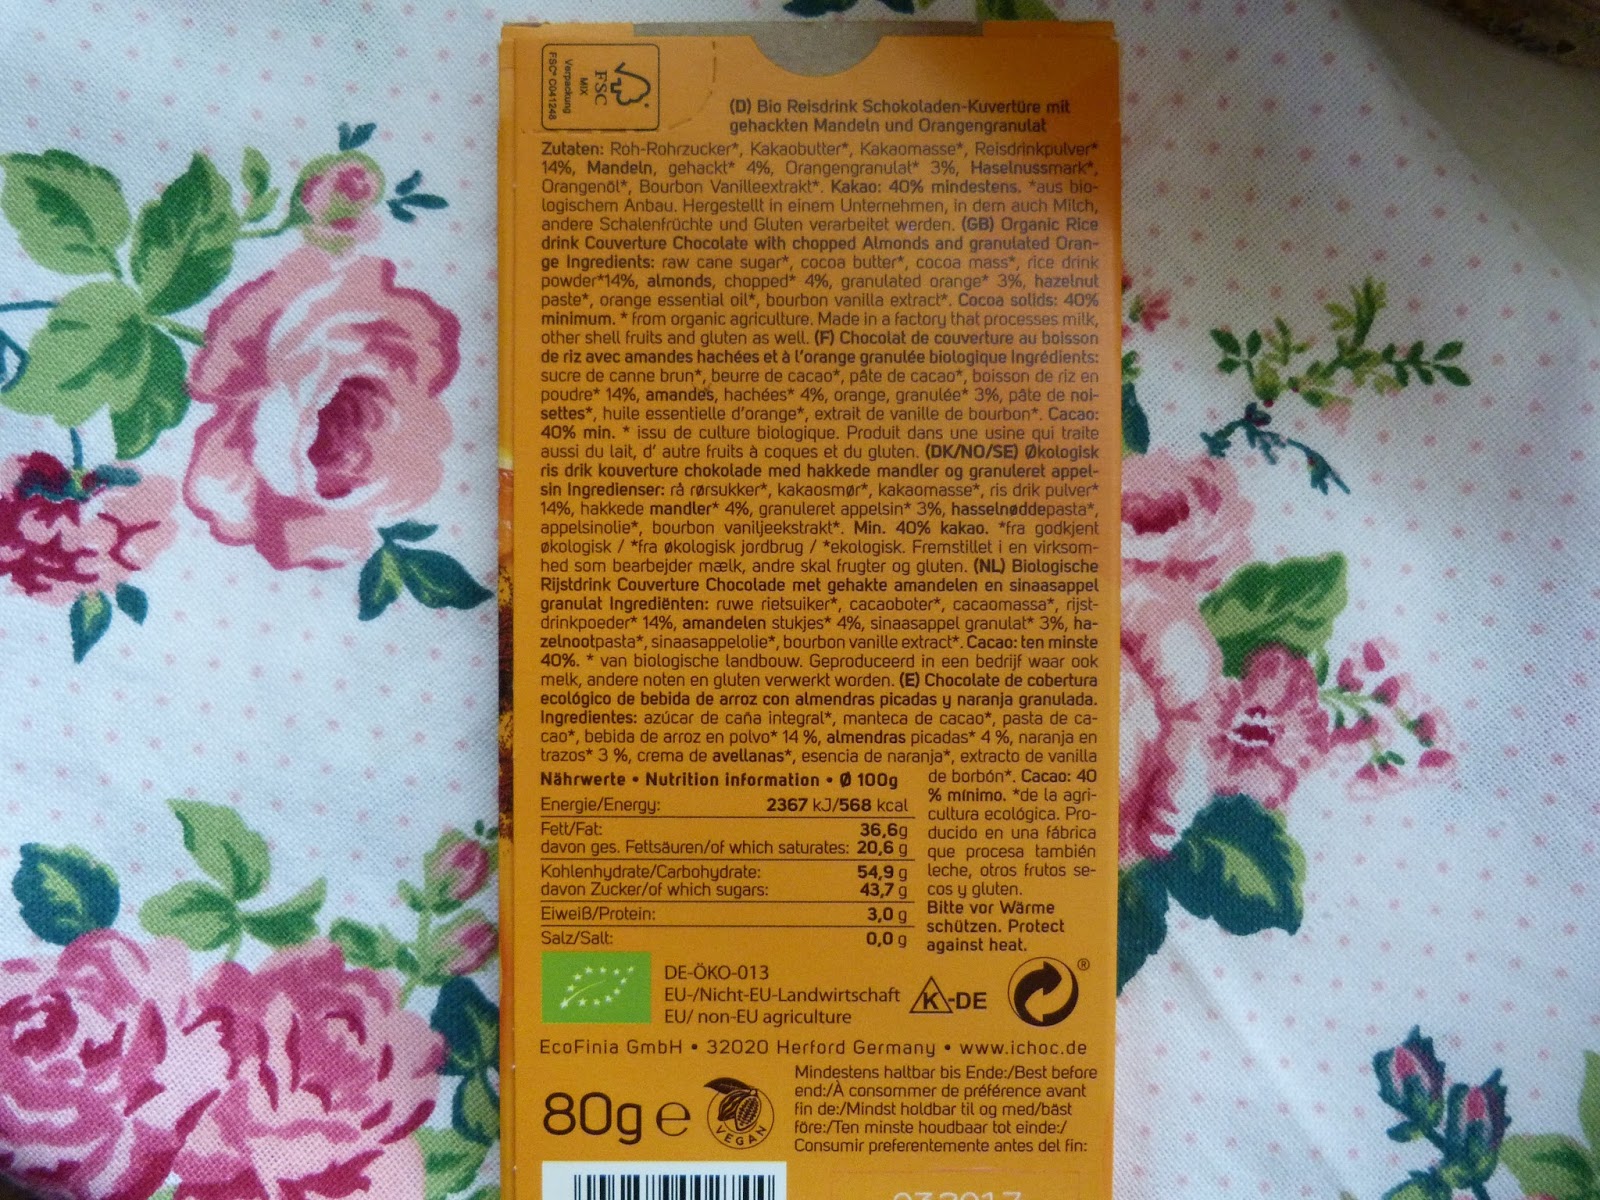 FSC
MIX
Verpackung
FSC® C041248
(D) Bio Reisdrink Schokoladen-Kuvertüre mit
gehackten Mandeln und Orangengranulat
Zutaten: Roh-Rohrzucker*, Kakaobutter*, Kakaomasse*, Reisdrinkpulver*
14%, Mandeln, gehackt* 4%, Orangengranulat* 3%, Haselnussmark*,
Orangenöl*, Bourbon Vanilleextrakt*. Kakao: 40% mindestens. *aus bio-
logischem Anbau. Hergestellt in einem Unternehmen, in dem auch Milch,
andere Schalenfrüchte und Gluten verarbeitet werden. (GB) Organic Rice
drink Couverture Chocolate with chopped Almonds and granulated Oran-
ge Ingredients: raw cane sugar*, cocoa butter*, cocoa mass*, rice drink
powder*14%, almonds, chopped* 4%, granulated orange* 3%, hazelnut
paste*, orange essential oil*, bourbon vanilla extract*. Cocoa solids: 40%
minimum. * from organic agriculture. Made in a factory that processes milk,
other shell fruits and gluten as well. (F) Chocolat de couverture au boisson
de riz avec amandes hachées et à l'orange granulée biologique Ingrédients:
sucre de canne brun*, beurre de cacao*, pâte de cacao*, boisson de riz en
poudre* 14%, amandes, hachées* 4%, orange, granulée* 3%, pâte de noi-
settes*, huile essentielle d'orange*, extrait de vanille de bourbon*. Cacao:
40% min. * issu de culture biologique. Produit dans une usine qui traite
aussi du lait, d' autre fruits à coques et du gluten. (DK/NO/SE) Økologisk
ris drik kouverture chokolade med hakkede mandler og granuleret appel-
sin Ingredienser: rå rørsukker*, kakaosmør*, kakaomasse*, ris drik pulver*
14%, hakkede mandler* 4%, granuleret appelsin* 3%, hasselnøddepasta*,
appelsinolie*, bourbon vaniljeekstrakt*. Min. 40% kakao. *fra godkjent
økologisk / *fra økologisk jordbrug / *ekologisk. Fremstillet i en virksom-
hed som bearbejder mælk, andre skal frugter og gluten. (NL) Biologische
Rijstdrink Couverture Chocolade met gehakte amandelen en sinaasappel
granulat Ingrediënten: ruwe rietsuiker*, cacaoboter*, cacaomassa*, rijst-
drinkpoeder* 14%, amandelen stukjes* 4%, sinaasappel granulat* 3%, ha-
zelnootpasta*, sinaasappelolie*, bourbon vanille extract*. Cacao: ten minste
40%. * van biologische landbouw. Geproduceerd in een bedrijf waar ook
melk, andere noten en gluten verwerkt worden. (E) Chocolate de cobertura
ecológico de bebida de arroz con almendras picadas y naranja granulada.
Ingredientes: azúcar de caña integral*, manteca de cacao*, pasta de ca-
cao*, bebida de arroz en polvo* 14 %, almendras picadas* 4 %, naranja en
trazos* 3 %, crema de avellanas*, esencia de naranja*, extracto de vanilla
de borbón*. Cacao: 40
% mínimo. *de la agri-
cultura ecológica. Pro-
ducido en una fábrica
que procesa también
leche, otros frutos se-
cos y gluten.
Bitte vor Wärme
schützen. Protect
against heat.
Nährwerte • Nutrition information • Ø 100g
Energie/Energy: 2367 kJ/568 kcal
Fett/Fat: 36,6g
davon ges. Fettsäuren/of which saturates: 20,6 g
Kohlenhydrate/Carbohydrate: 54,9 g
davon Zucker/of which sugars: 43,7 g
Eiweiß/Protein: 3,0 g
Salz/Salt: 0,0 g
DE-ÖKO-013
EU-/Nicht-EU-Landwirtschaft
EU/ non-EU agriculture
K-DE
®
EcoFinia GmbH • 32020 Herford Germany • www.ichoc.de
80g e
VEGAN
Mindestens haltbar bis Ende:/Best before
end:/À consommer de préférence avant
fin de:/Mindst holdbar til og med/bäst
före:/Ten minste houdbaar tot einde:/
Consumir preferentemente antes del fin: